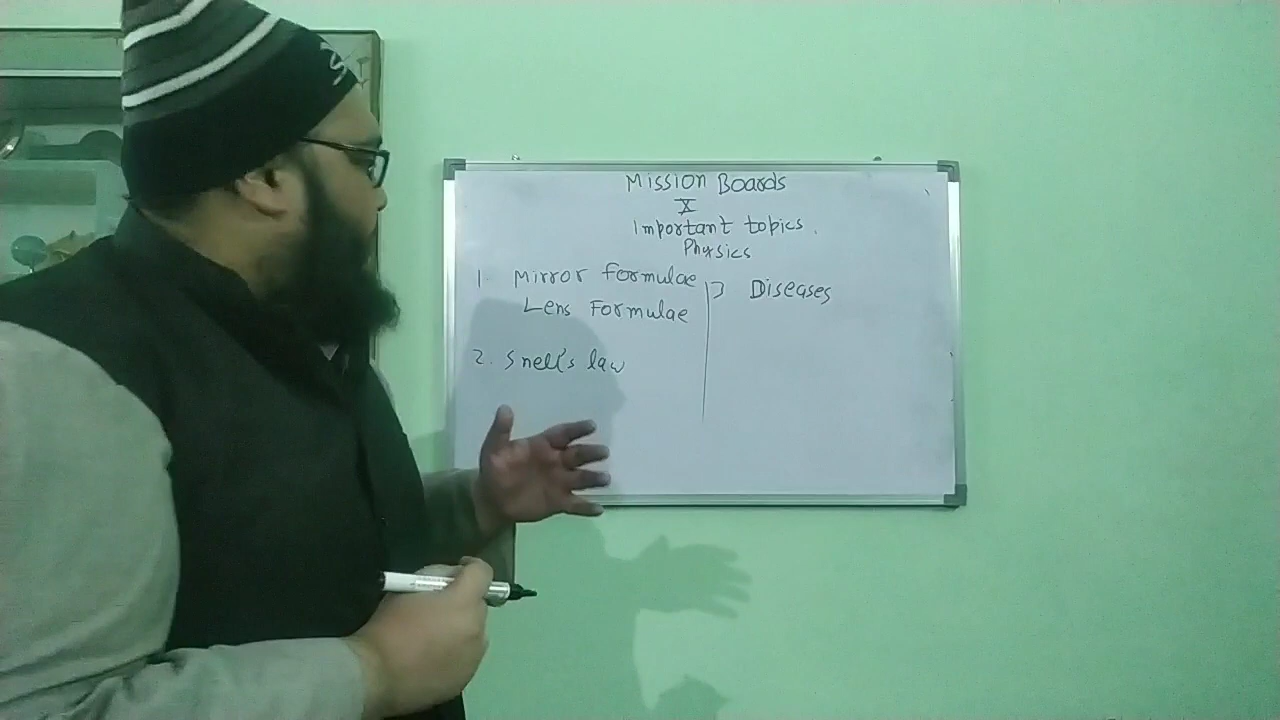 Mission Boards
X
Important topics.
Physics
1. Mirror formulae
Lens Formulae
2. Snell's law
3 Diseases